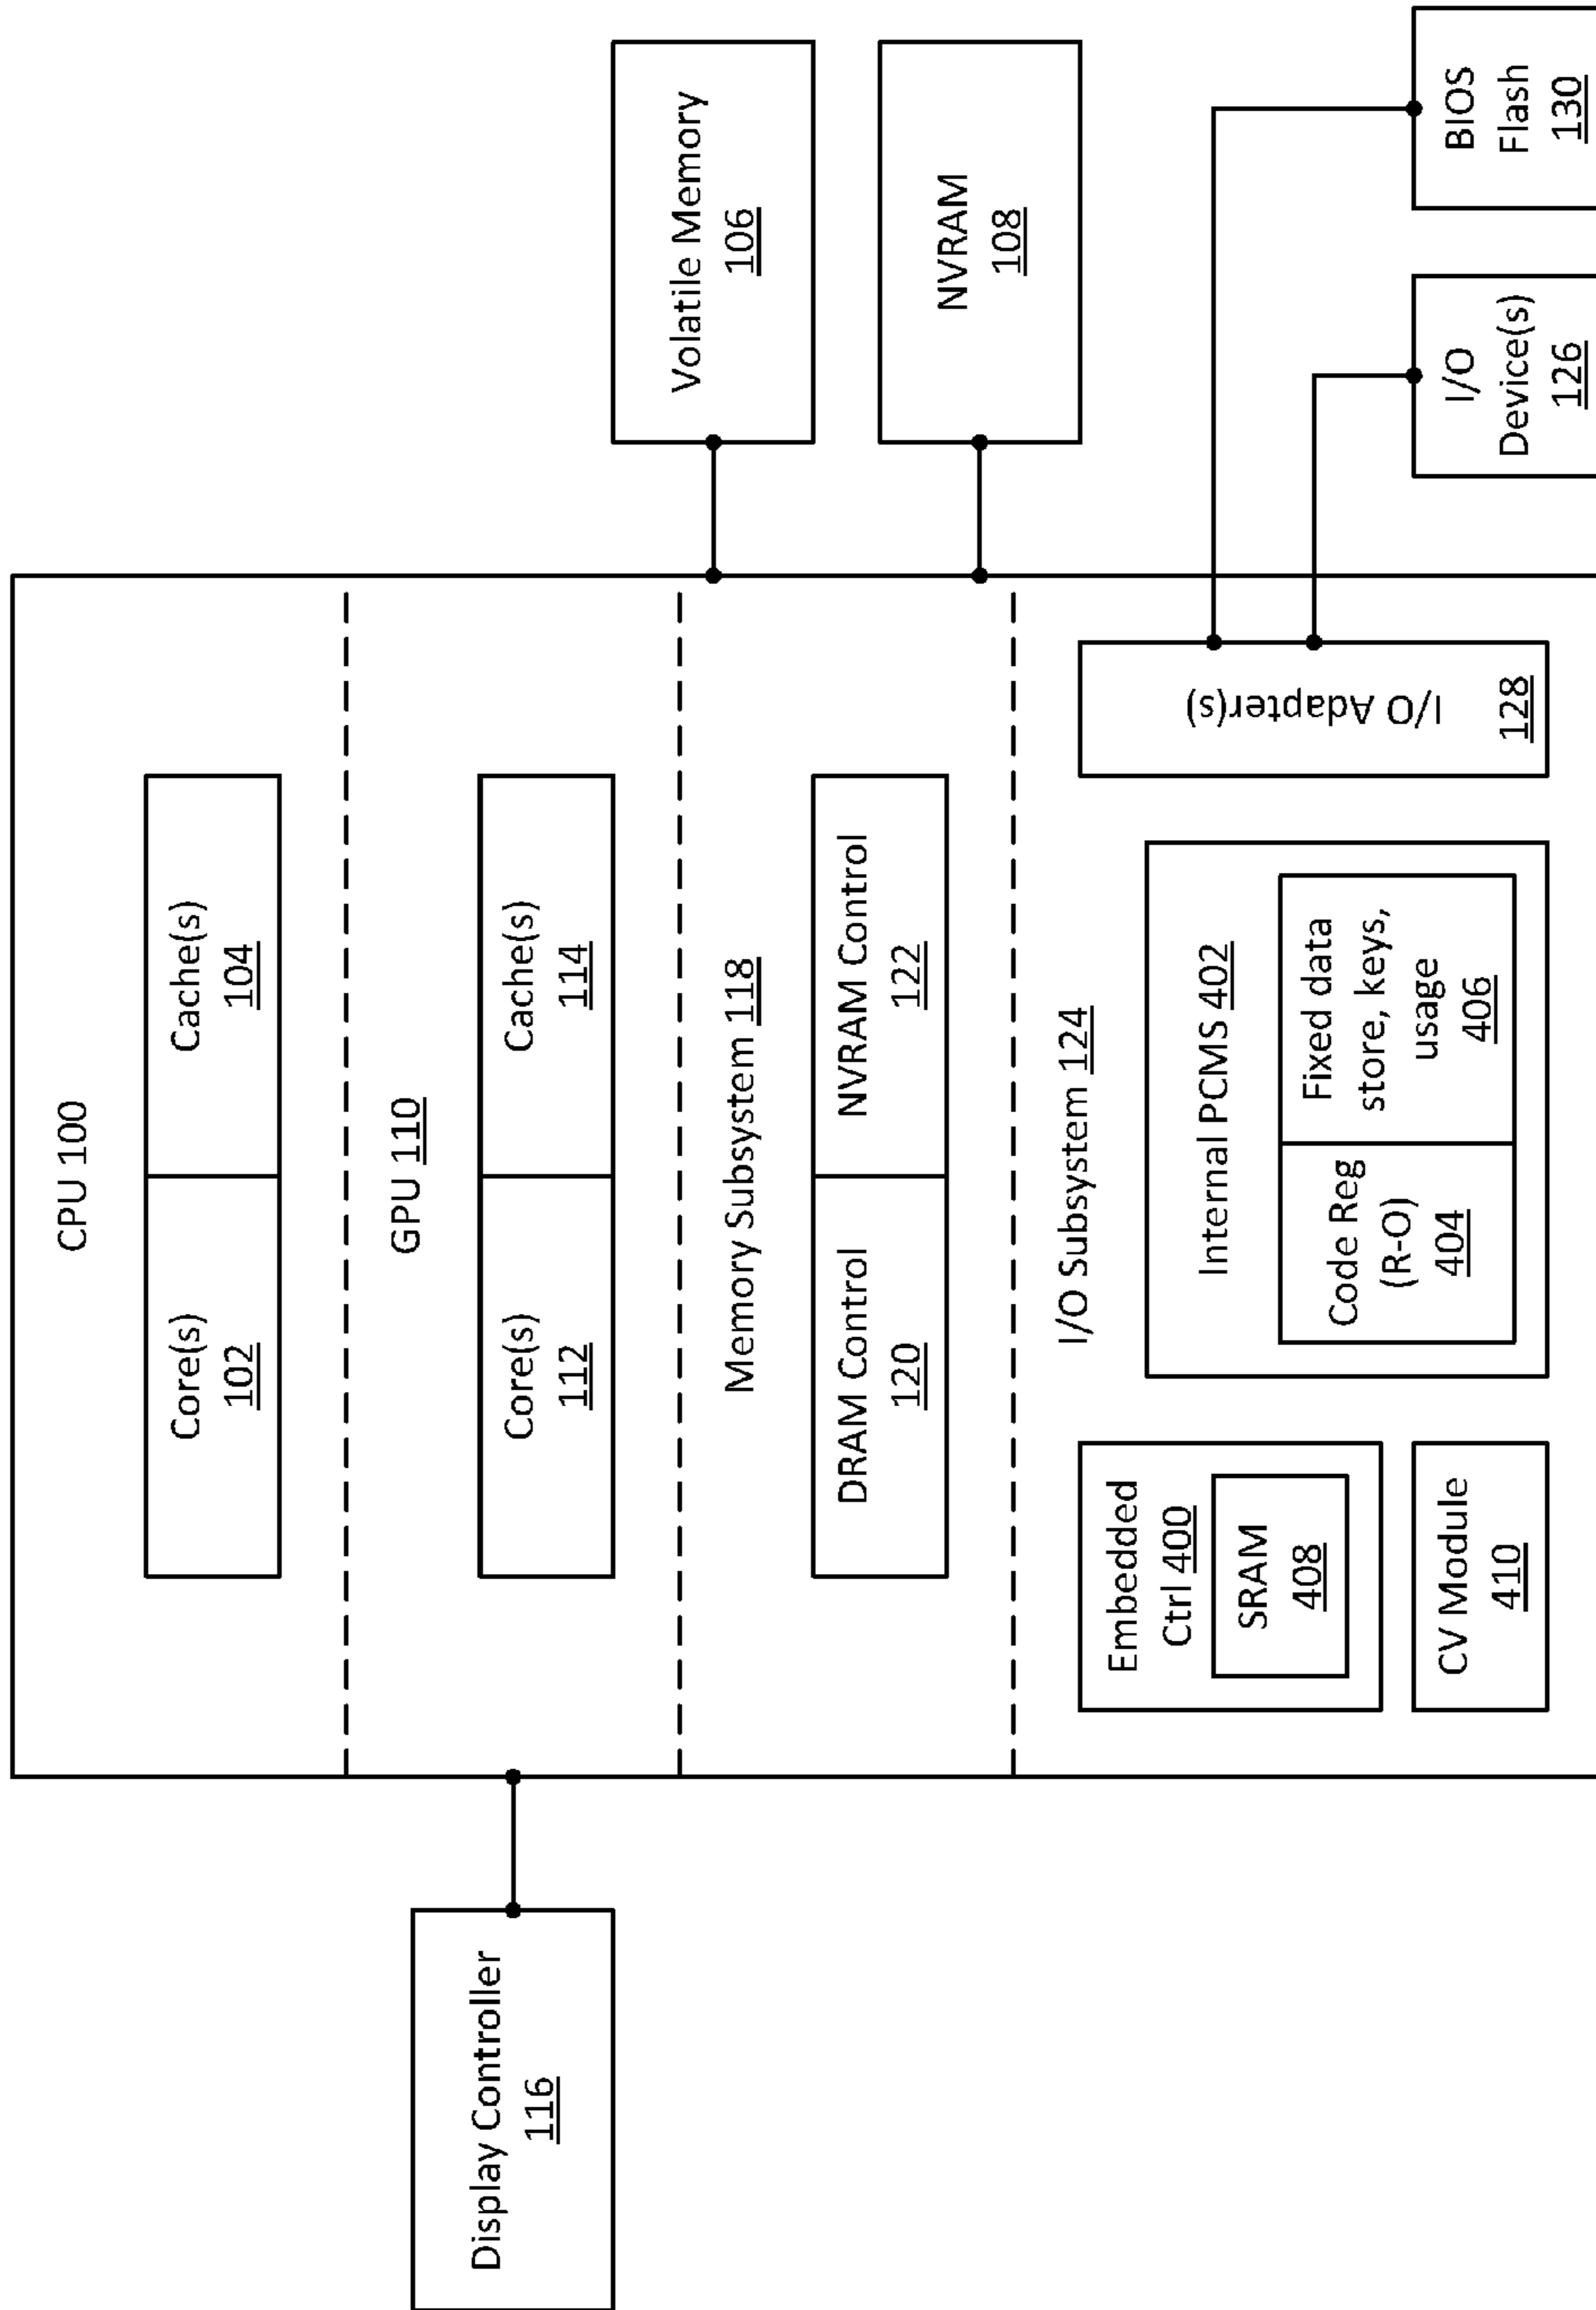 CPU 100
Core(s)
102
Cache(s)
104
GPU 110
Core(s)
112
Cache(s)
114
Display Controller
116
Memory Subsystem 118
DRAM Control
120
NVRAM Control
122
Volatile Memory
106
NVRAM
108
I/O Subsystem 124
Embedded
Ctrl 400
SRAM
408
CV Module
410
Internal PCMS 402
Code Reg
(R-O)
404
Fixed data
store, keys,
usage
406
I/O Adapter(s)
128
I/O
Device(s)
126
BIOS
Flash
130